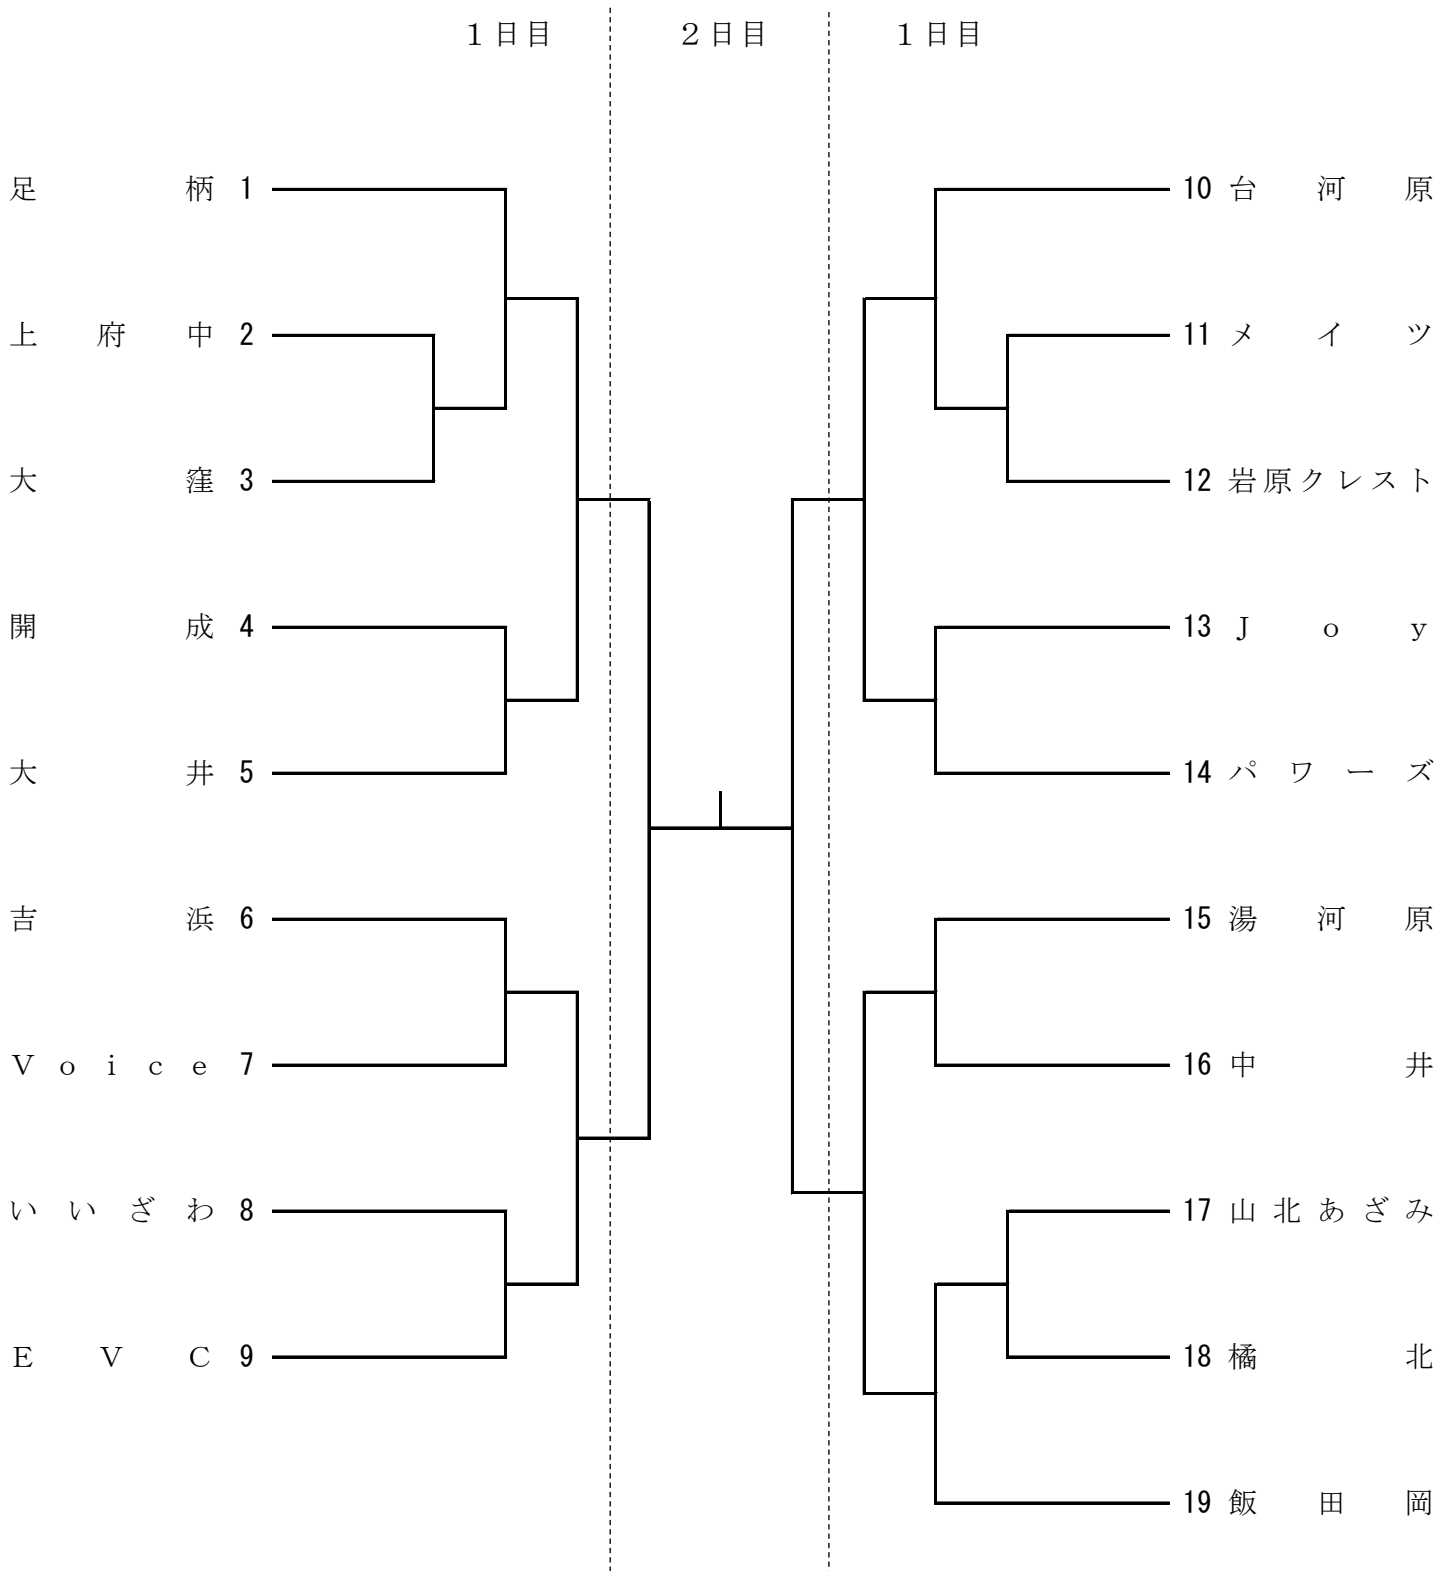 １日目 ２日目 １日目
足柄 1 10 台河原
上府中 2 11 メイツ
大窪 3 12 岩原クレスト
開成 4 13 Ｊｏｙ
大井 5 14 パワーズ
吉浜 6 15 湯河原
Ｖｏｉｃｅ 7 16 中井
いいざわ 8 17 山北あざみ
ＥＶＣ 9 18 橘北
19 飯田岡